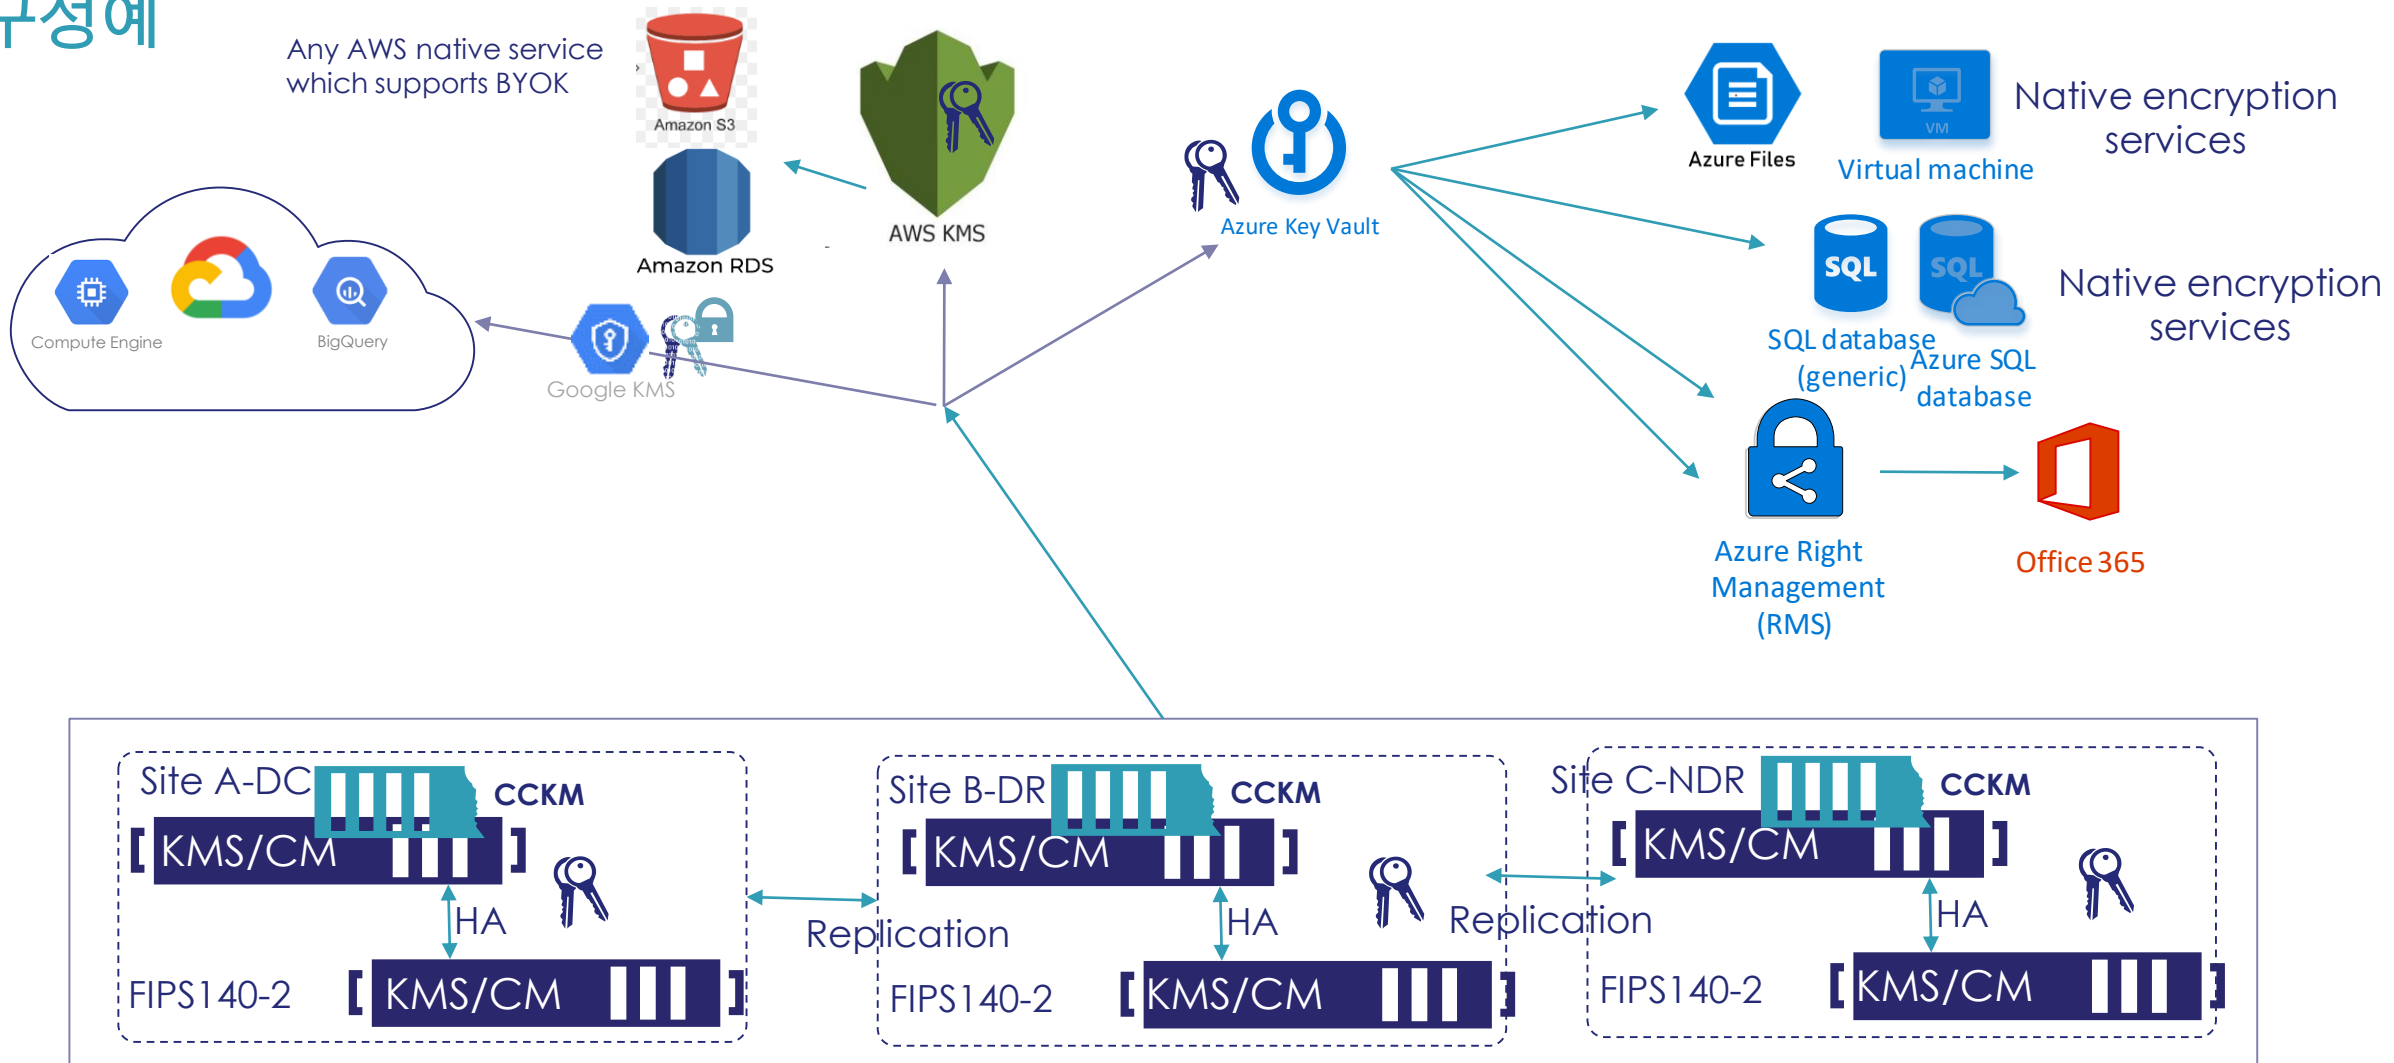 구성예
Any AWS native service
which supports BYOK
Amazon S3
Amazon RDS
AWS KMS
Azure Key Vault
Azure Files
VM
Virtual machine
Native encryption
services
SQL
SQL
SQL database
(generic)
Azure SQL
database
Native encryption
services
Compute Engine
BigQuery
Google KMS
Azure Right
Management
(RMS)
Office 365
Site A-DC
CCKM
KMS/CM
HA
FIPS140-2
KMS/CM
Replication
Site B-DR
CCKM
KMS/CM
HA
FIPS140-2
KMS/CM
Replication
Site C-NDR
CCKM
KMS/CM
HA
FIPS140-2
KMS/CM